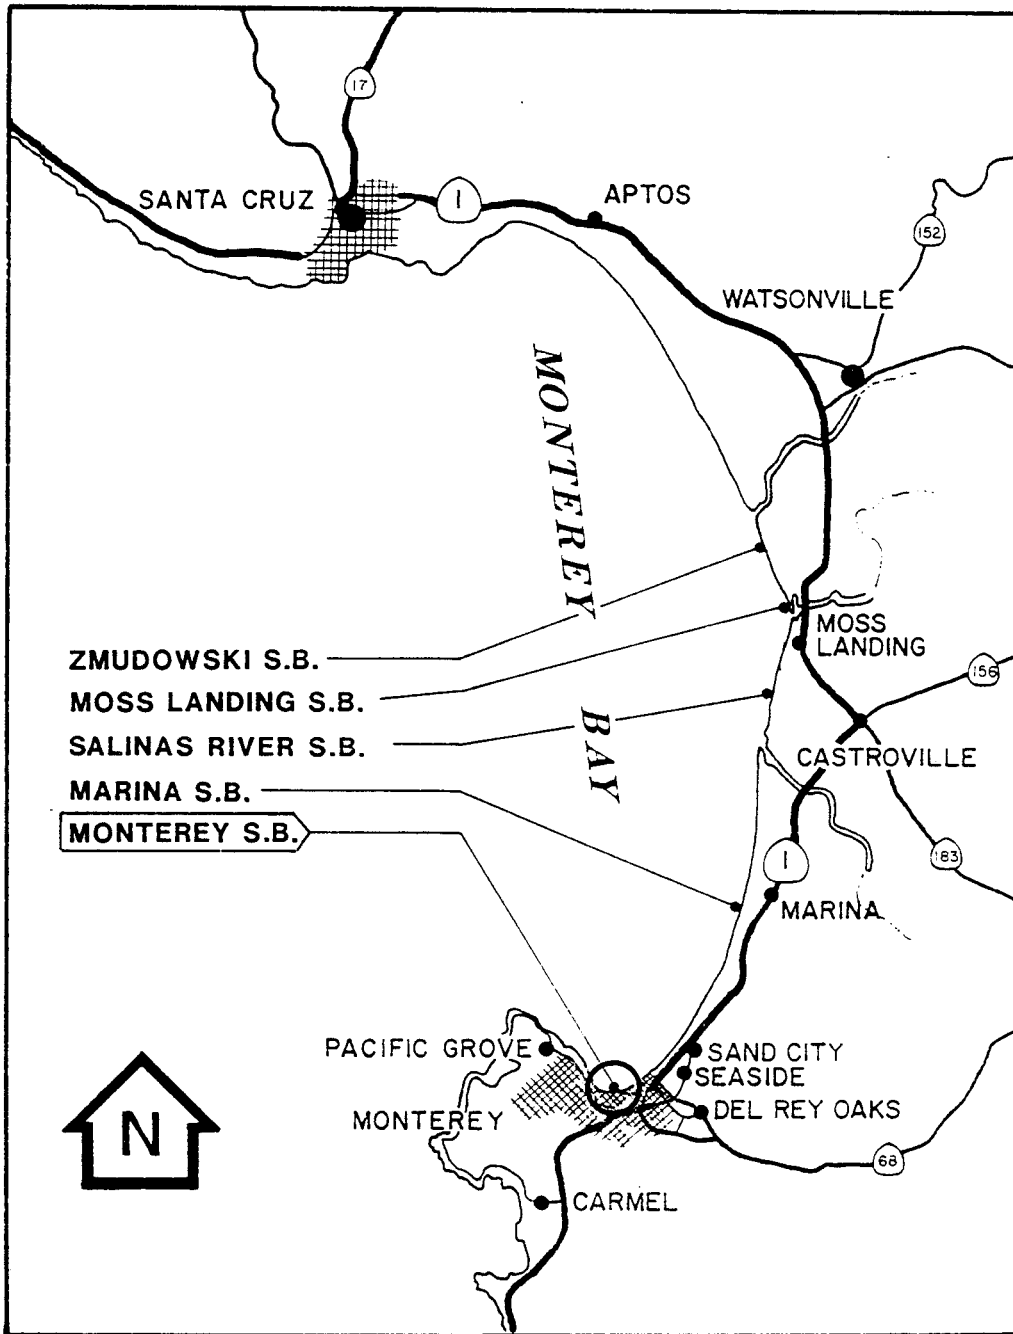 17
SANTA CRUZ
1
APTOS
152
WATSONVILLE
MONTEREY
BAY
MOSS
LANDING
ZMUDOWSKI S.B.
MOSS LANDING S.B.
SALINAS RIVER S.B.
MARINA S.B.
MONTEREY S.B.
156
CASTROVILLE
1
183
MARINA
PACIFIC GROVE
SAND CITY
SEASIDE
MONTEREY
DEL REY OAKS
N
68
CARMEL